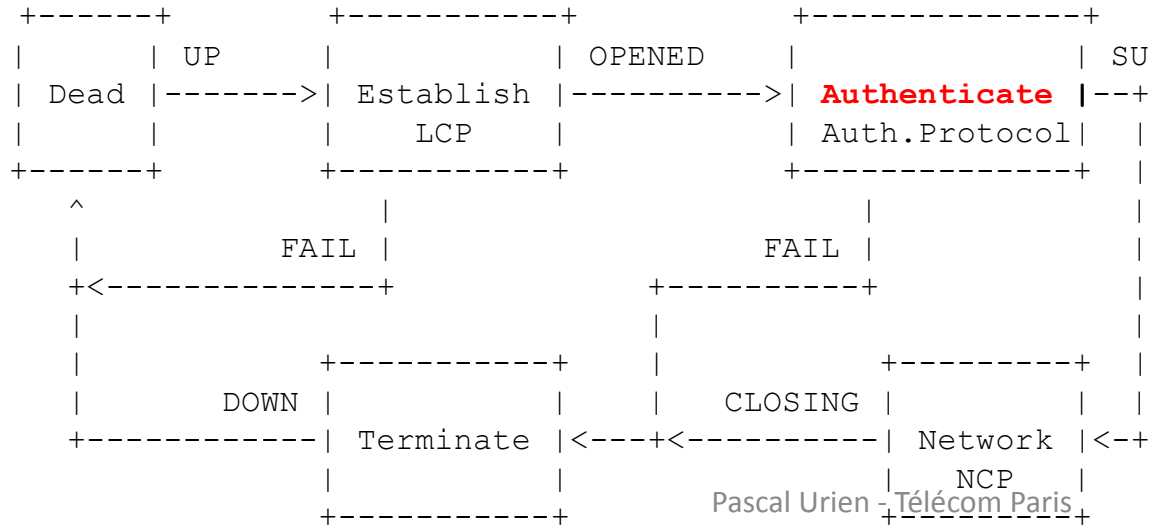 +------+        +-----------+           +--------------+
|      | UP     |           | OPENED    |              | SU
| Dead |------->| Establish |---------->| Authenticate |--+
|      |        |    LCP    |           | Auth.Protocol|  |
+------+        +-----------+           +--------------+  |
   ^               |                       |            |
   |          FAIL |                  FAIL |            |
   +<--------------+            +----------+            |
   |                            |                       |
   |            +-----------+    |           +---------+  |
   |       DOWN |           |    |   CLOSING |         |  |
   +------------| Terminate |<---+<----------| Network |<-+
                |           |                |   NCP   |
                +-----------+                +---------+
Pascal Urien - Télécom Paris